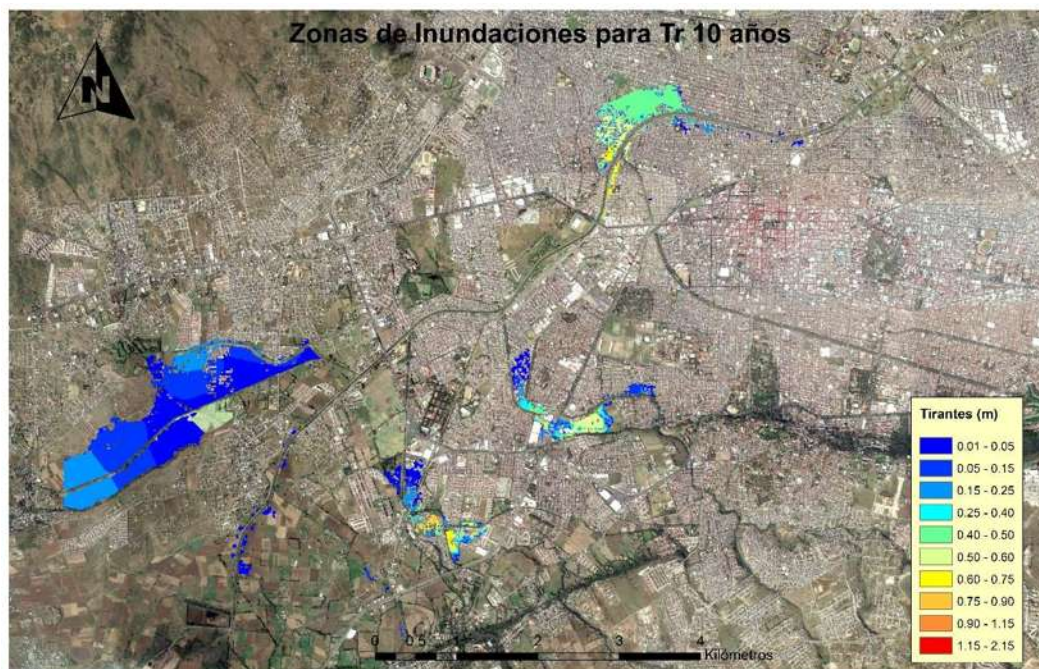 Zonas de Inundaciones para Tr 10 años
N
Tirantes (m)
0.01 - 0.05
0.05 - 0.15
0.15 - 0.25
0.25 - 0.40
0.40 - 0.50
0.50 - 0.60
0.60 - 0.75
0.75 - 0.90
0.90 - 1.15
1.15 - 2.15
0 0.5 1 2 3 4
Kilómetros